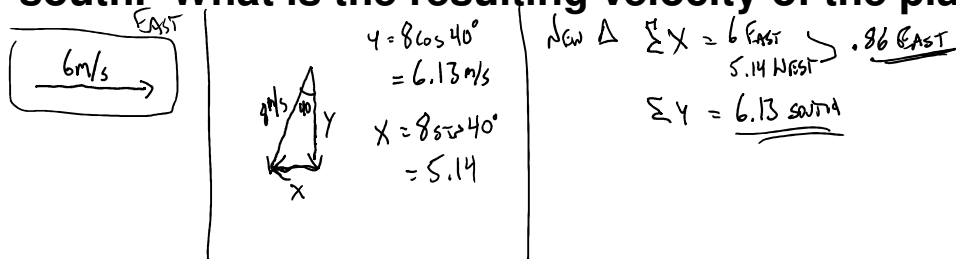 south. What is the resulting velocity of the pla
EAST
6m/s
y = 8cos 40°
= 6.13 m/s
8m/s
40
Y
X = 8sin 40°
= 5.14
X
New Δ ΣX = 6 EAST
5.14 WEST
.86 EAST
ΣY = 6.13 south